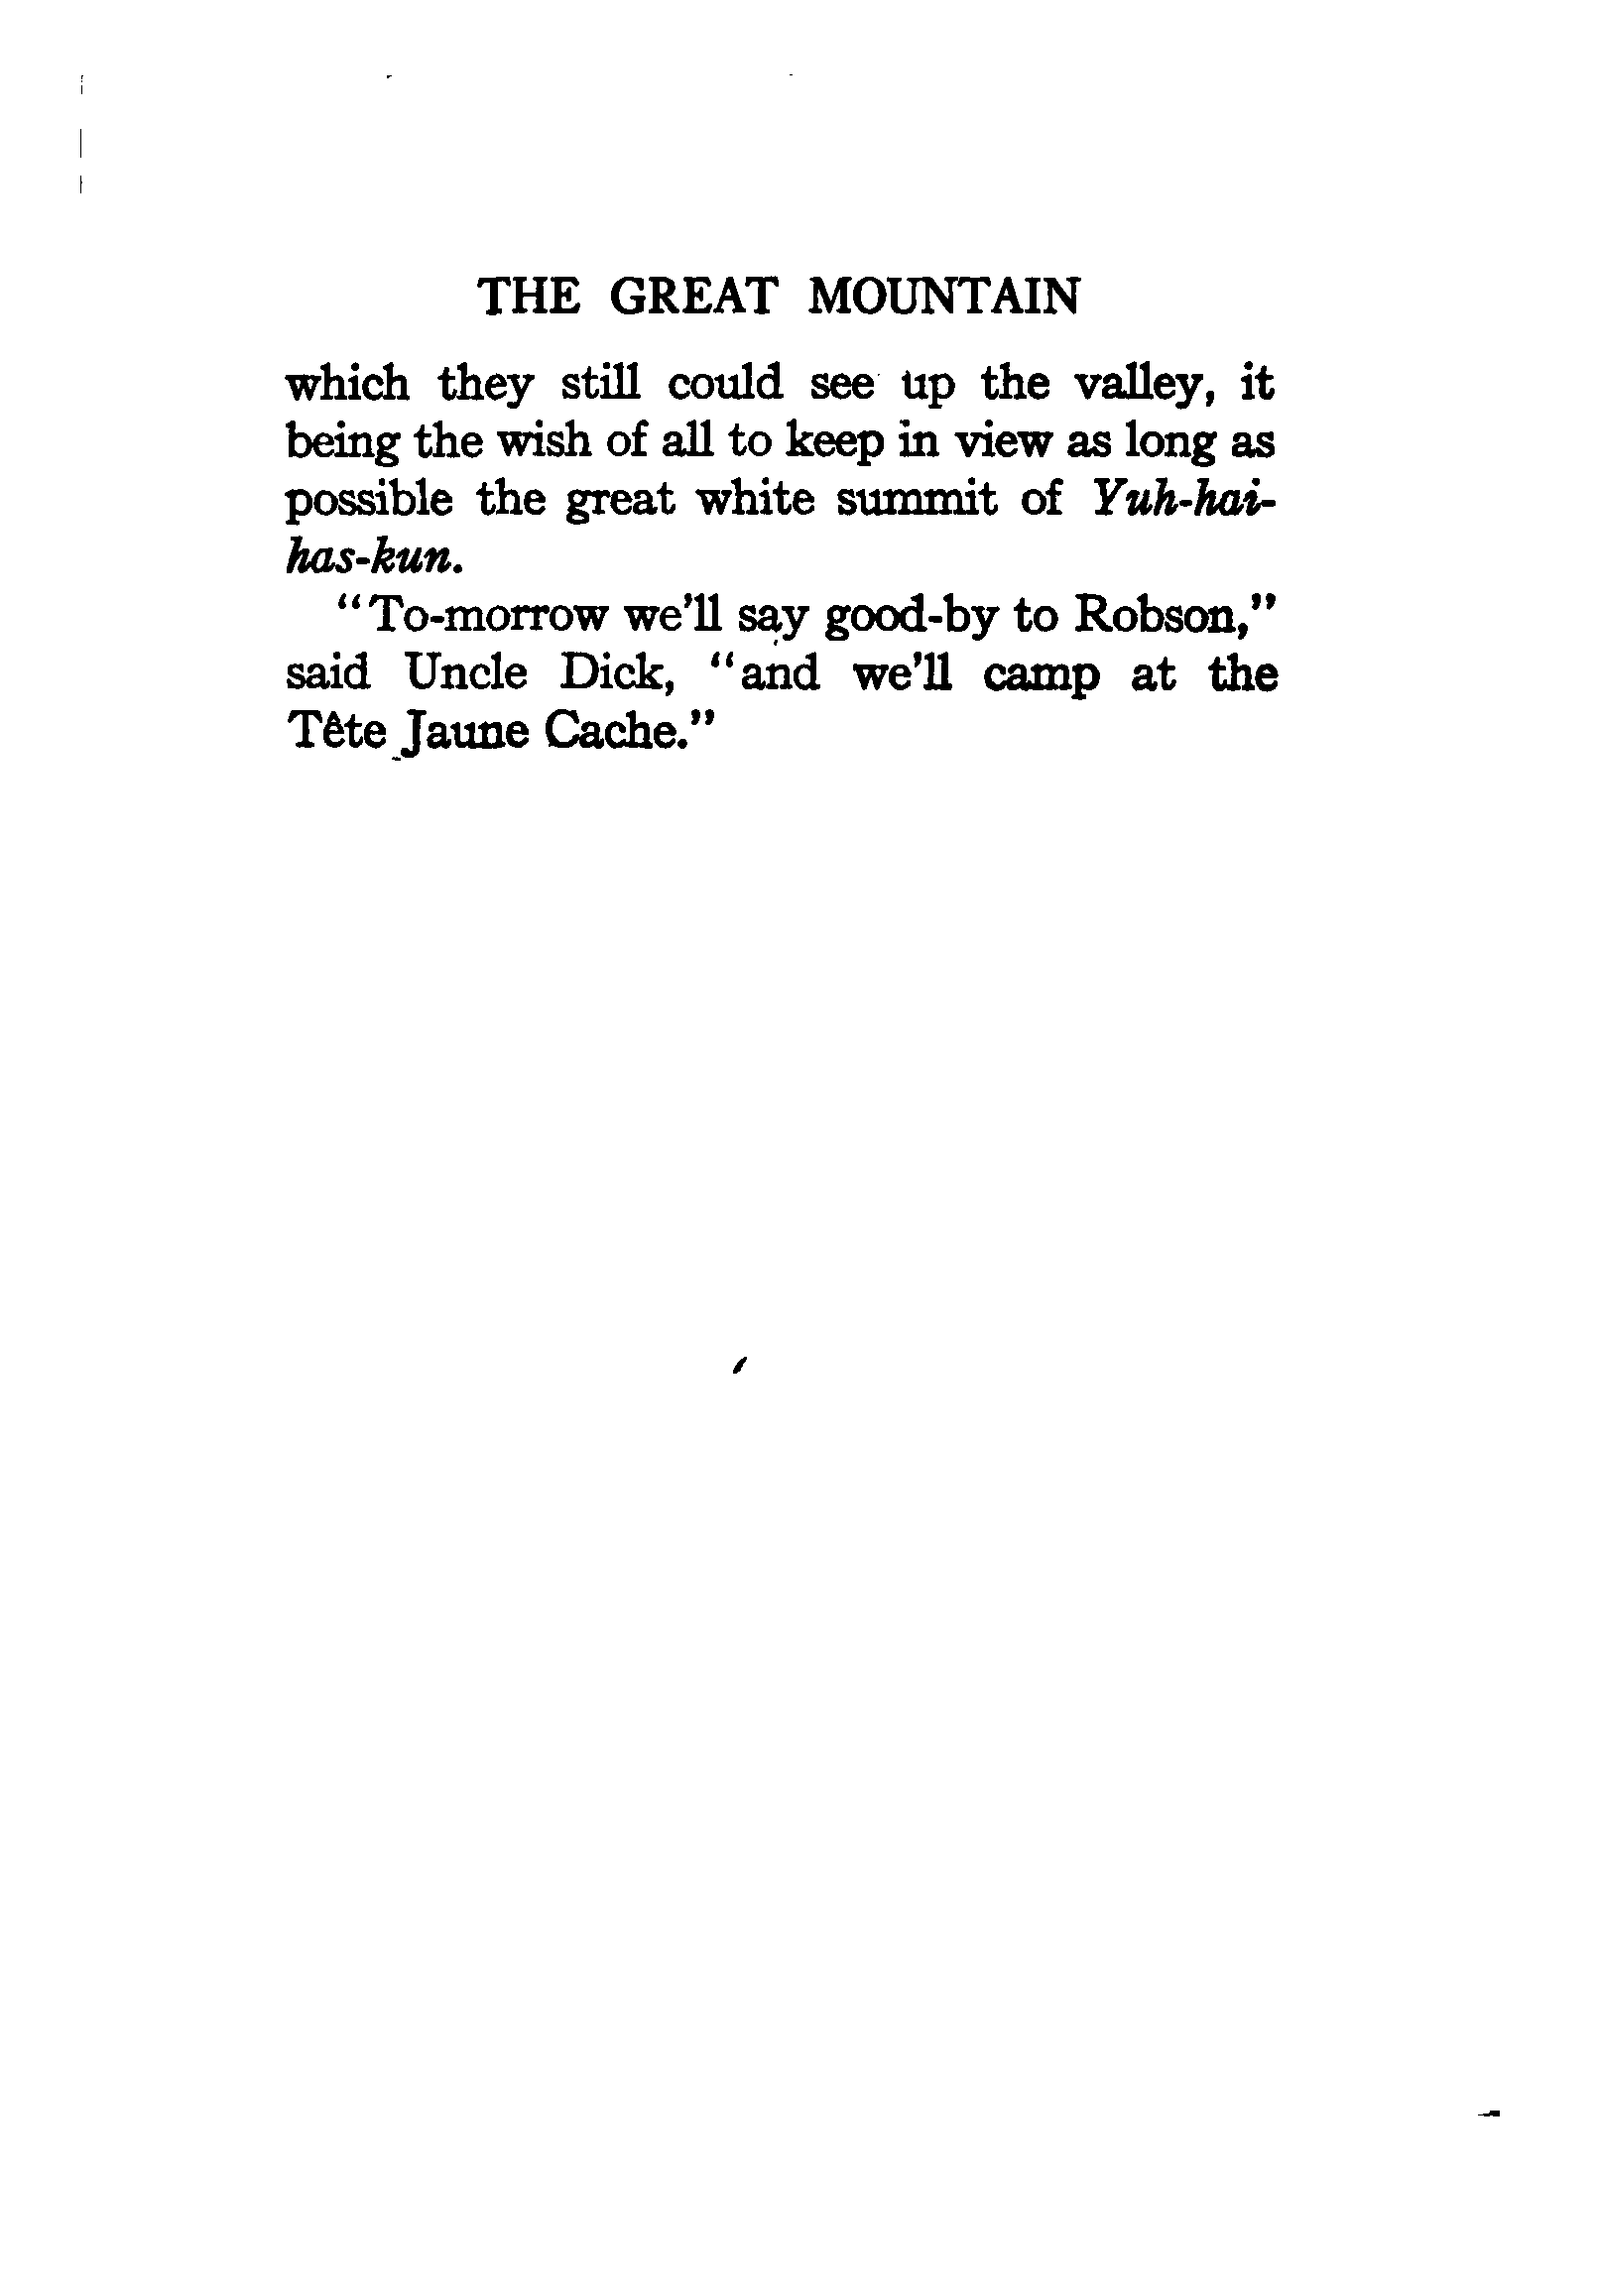 THE GREAT MOUNTAIN
which they still could see up the valley, it
being the wish of all to keep in view as long as
possible the great white summit of Yuh-hai-
has-kun.
“To-morrow we’ll say good-by to Robson,”
said Uncle Dick, “and we’ll camp at the
Tête Jaune Cache.”